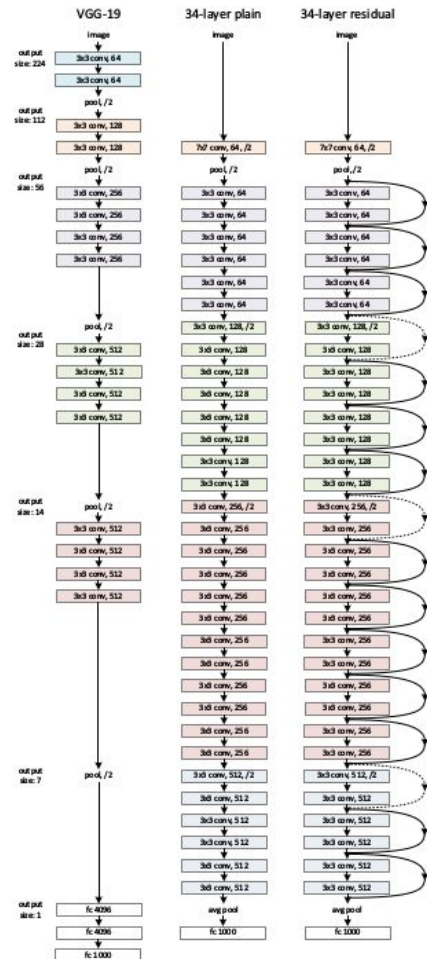 VGG-19
image
output
size: 224
3x3 conv, 64
3x3 conv, 64
pool, /2
output
size: 112
3x3 conv, 128
3x3 conv, 128
pool, /2
output
size: 56
3x3 conv, 256
3x3 conv, 256
3x3 conv, 256
3x3 conv, 256
pool, /2
output
size: 28
3x3 conv, 512
3x3 conv, 512
3x3 conv, 512
3x3 conv, 512
pool, /2
output
size: 14
3x3 conv, 512
3x3 conv, 512
3x3 conv, 512
3x3 conv, 512
output
size: 7
pool, /2
output
size: 1
fc 4096
fc 4096
fc 1000
34-layer plain
image
7x7 conv, 64, /2
pool, /2
3x3 conv, 64
3x3 conv, 64
3x3 conv, 64
3x3 conv, 64
3x3 conv, 64
3x3 conv, 64
3x3 conv, 128, /2
3x3 conv, 128
3x3 conv, 128
3x3 conv, 128
3x3 conv, 128
3x3 conv, 128
3x3 conv, 128
3x3 conv, 128
3x3 conv, 256, /2
3x3 conv, 256
3x3 conv, 256
3x3 conv, 256
3x3 conv, 256
3x3 conv, 256
3x3 conv, 256
3x3 conv, 256
3x3 conv, 256
3x3 conv, 256
3x3 conv, 256
3x3 conv, 256
3x3 conv, 512, /2
3x3 conv, 512
3x3 conv, 512
3x3 conv, 512
3x3 conv, 512
3x3 conv, 512
avg pool
fc 1000
34-layer residual
image
7x7 conv, 64, /2
pool, /2
3x3 conv, 64
3x3 conv, 64
3x3 conv, 64
3x3 conv, 64
3x3 conv, 64
3x3 conv, 64
3x3 conv, 128, /2
3x3 conv, 128
3x3 conv, 128
3x3 conv, 128
3x3 conv, 128
3x3 conv, 128
3x3 conv, 128
3x3 conv, 128
3x3 conv, 256, /2
3x3 conv, 256
3x3 conv, 256
3x3 conv, 256
3x3 conv, 256
3x3 conv, 256
3x3 conv, 256
3x3 conv, 256
3x3 conv, 256
3x3 conv, 256
3x3 conv, 256
3x3 conv, 256
3x3 conv, 512, /2
3x3 conv, 512
3x3 conv, 512
3x3 conv, 512
3x3 conv, 512
3x3 conv, 512
avg pool
fc 1000